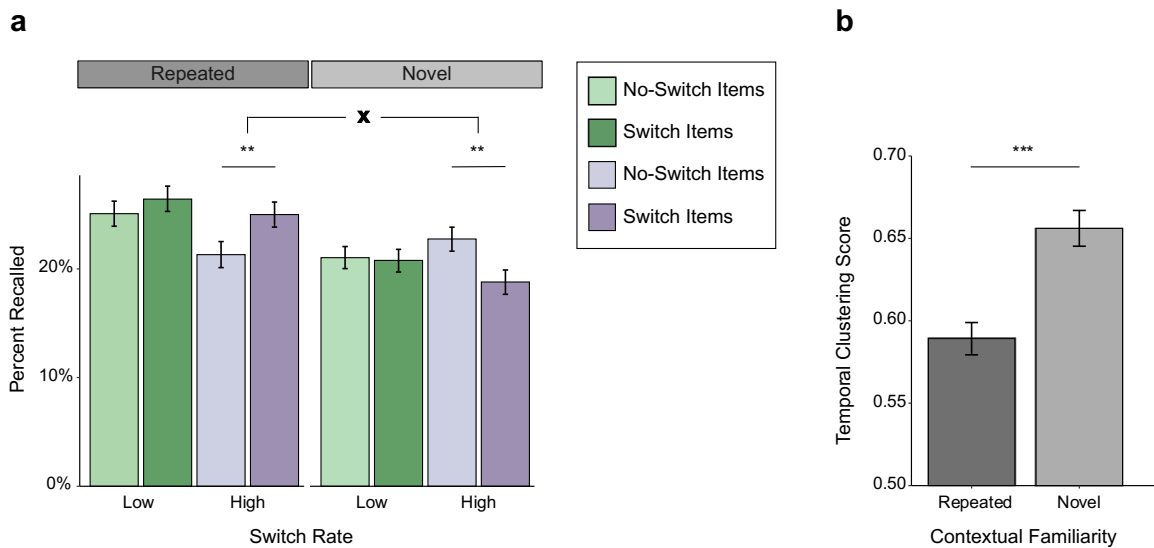 a
Repeated
Novel
x
**
**
Percent Recalled
20%
10%
0%
Low
High
Low
High
Switch Rate
No-Switch Items
Switch Items
No-Switch Items
Switch Items
b
***
Temporal Clustering Score
0.70
0.65
0.60
0.55
0.50
Repeated
Novel
Contextual Familiarity